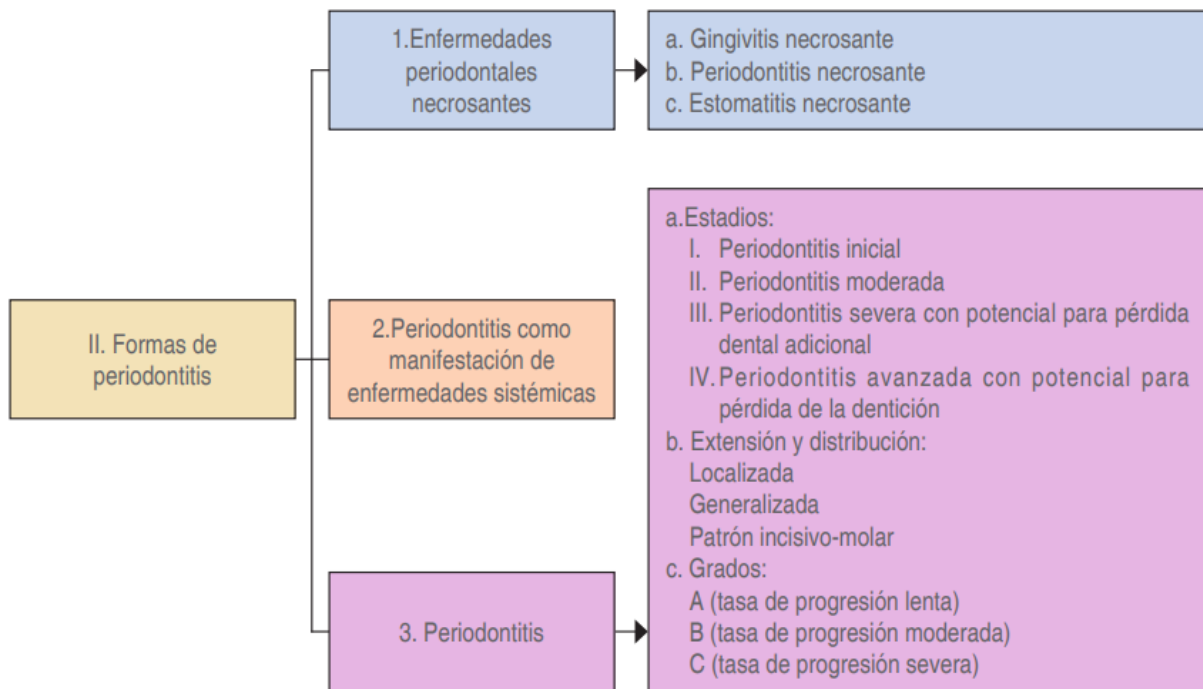 1.Enfermedades
periodontales
necrosantes
a. Gingivitis necrosante
b. Periodontitis necrosante
c. Estomatitis necrosante
II. Formas de
periodontitis
2.Periodontitis como
manifestación de
enfermedades sistémicas
3. Periodontitis
a.Estadios:
I. Periodontitis inicial
II. Periodontitis moderada
III. Periodontitis severa con potencial para pérdida
dental adicional
IV. Periodontitis avanzada con potencial para
pérdida de la dentición
b. Extensión y distribución:
Localizada
Generalizada
Patrón incisivo-molar
c. Grados:
A (tasa de progresión lenta)
B (tasa de progresión moderada)
C (tasa de progresión severa)